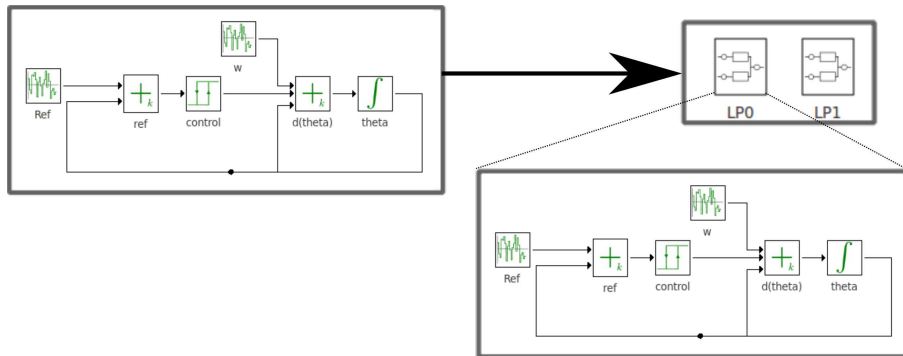 w
Ref
+
k
ref
control
+
k
d(theta)
∫
theta
LP0
LP1
w
Ref
+
k
ref
control
+
k
d(theta)
∫
theta